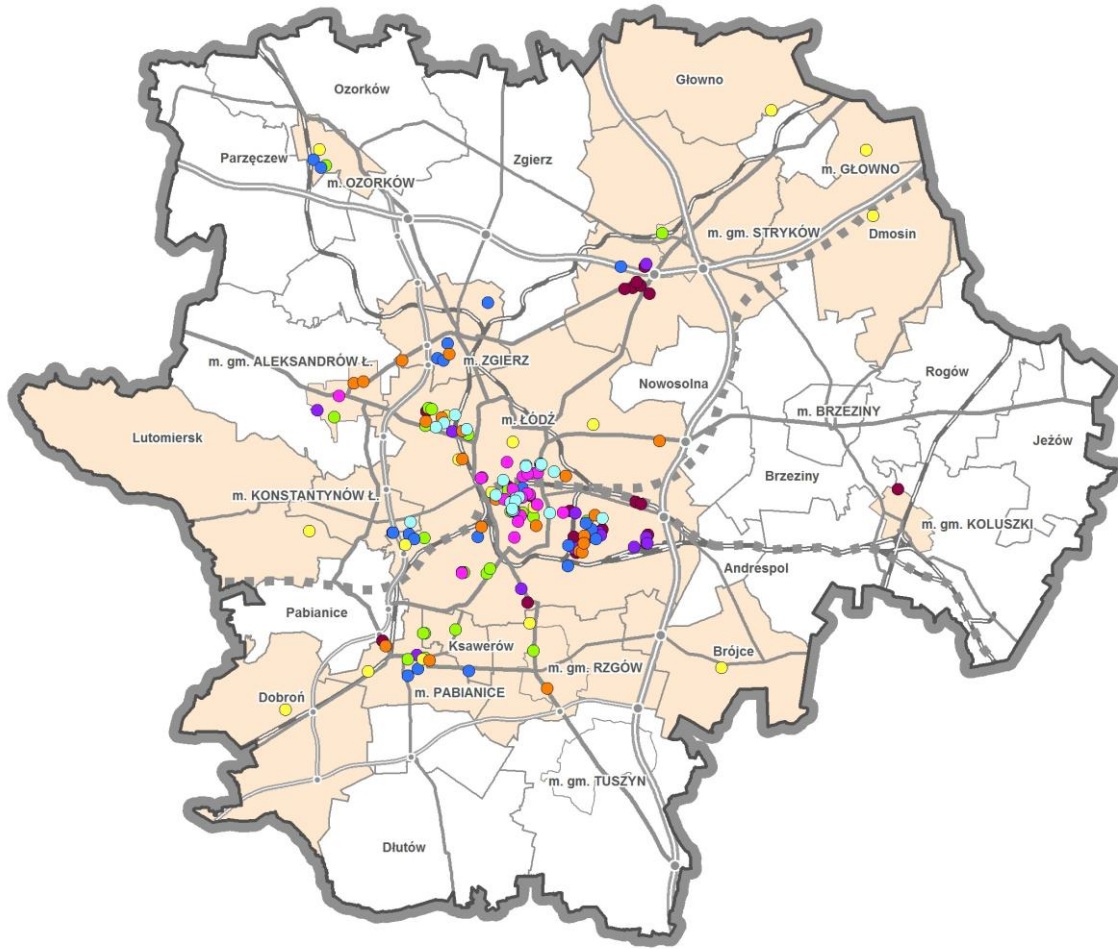 Głowno
Ozorków
Parzęczew
Zgierz
m. GŁOWNO
m. OZORKÓW
m. gm. STRYKÓW
Dmosin
m. gm. ALEKSANDRÓW Ł.
m. ZGIERZ
Nowosolna
Rogów
m. BRZEZINY
m. ŁÓDŹ
Lutomiersk
Jeżów
Brzeziny
m. KONSTANTYNÓW Ł.
m. gm. KOLUSZKI
Andrespol
Pabianice
Ksawerów
Brójce
m. gm. RZGÓW
m. PABIANICE
Dobroń
m. gm. TUSZYN
Dłutów